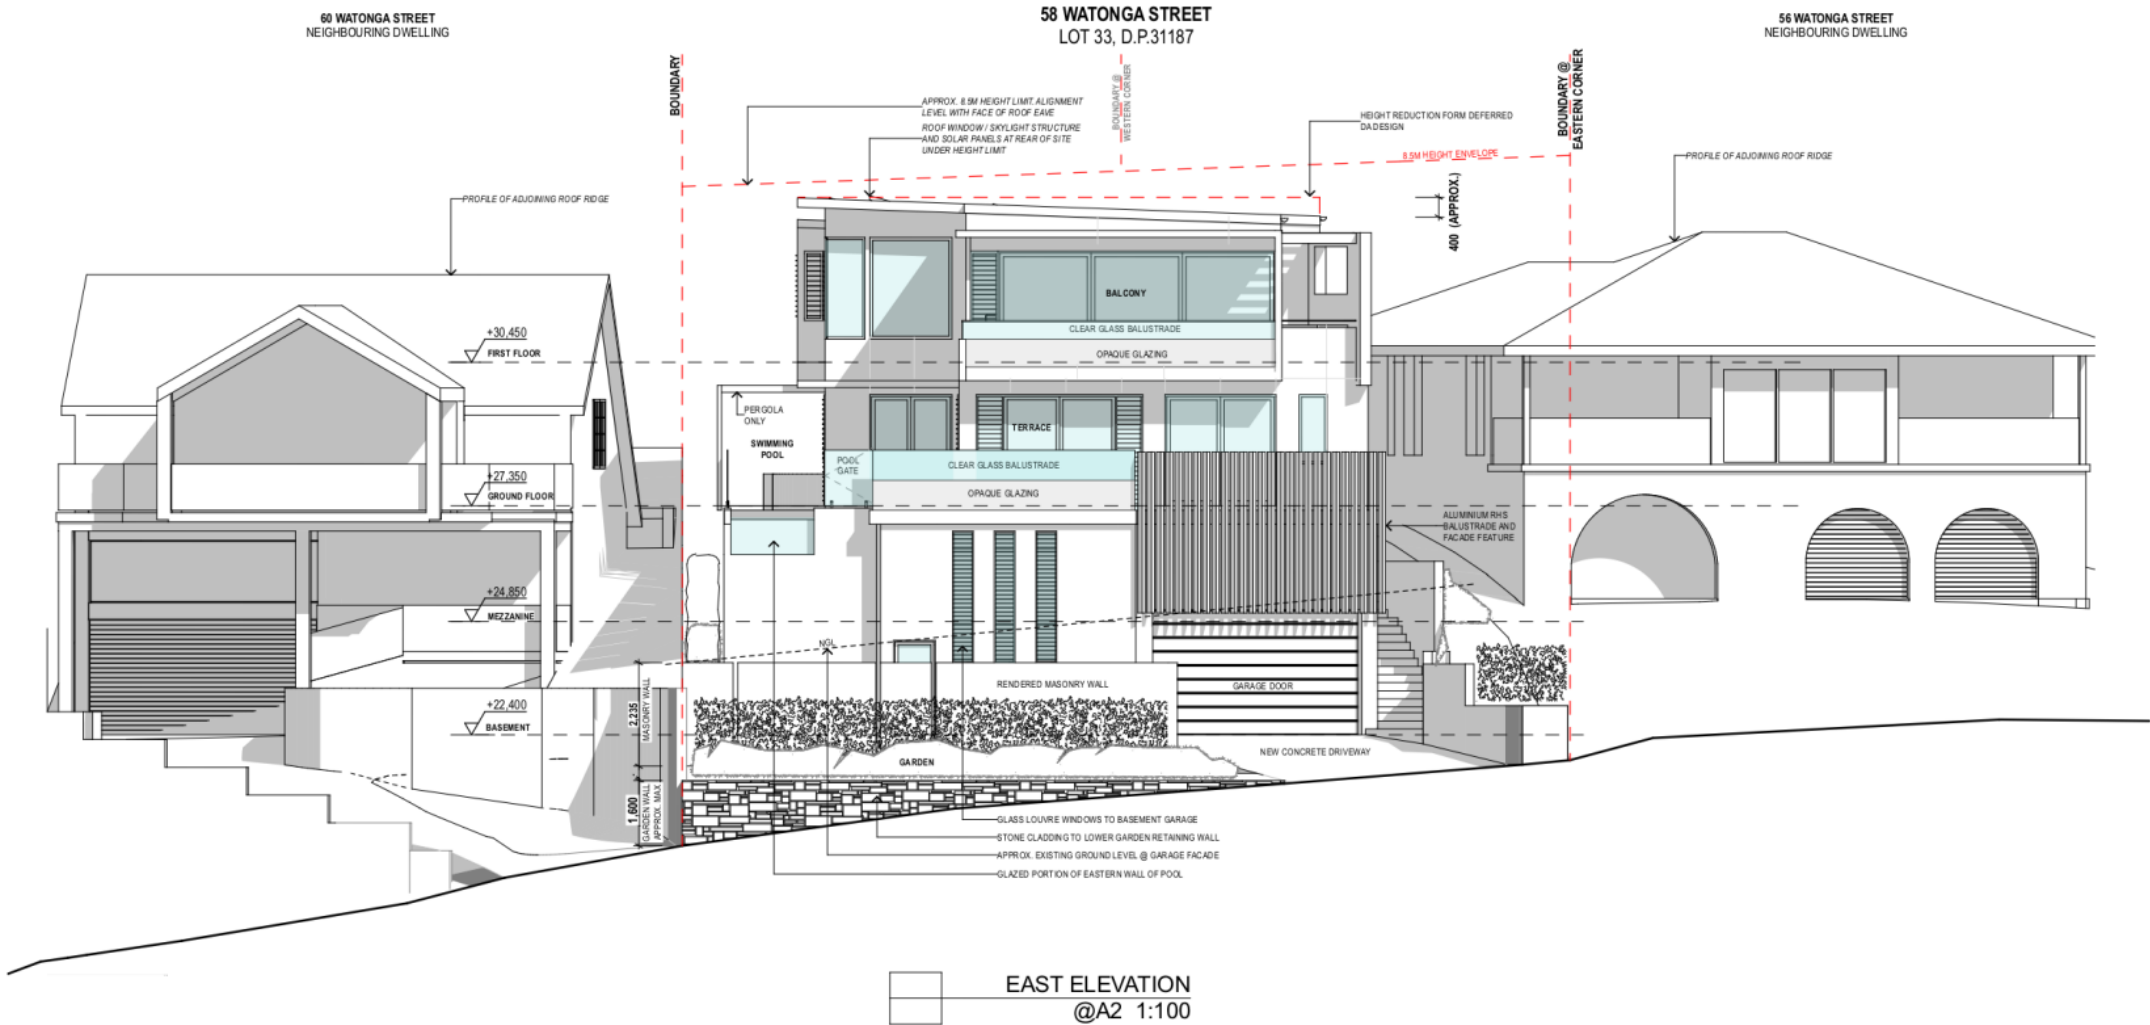 60 WATONGA STREET
NEIGHBOURING DWELLING
58 WATONGA STREET
LOT 33, D.P.31187
56 WATONGA STREET
NEIGHBOURING DWELLING
BOUNDARY
BOUNDARY @
WESTERN CORNER
BOUNDARY @
EASTERN CORNER
APPROX. 8.5M HEIGHT LIMIT. ALIGNMENT
LEVEL WITH FACE OF ROOF EAVE
ROOF WINDOW / SKYLIGHT STRUCTURE
AND SOLAR PANELS AT REAR OF SITE
UNDER HEIGHT LIMIT
HEIGHT REDUCTION FORM DEFERRED
DA DESIGN
8.5M HEIGHT ENVELOPE
PROFILE OF ADJOINING ROOF RIDGE
PROFILE OF ADJOINING ROOF RIDGE
400 (APPROX.)
BALCONY
CLEAR GLASS BALUSTRADE
OPAQUE GLAZING
+30,450
FIRST FLOOR
PERGOLA
ONLY
SWIMMING
POOL
TERRACE
POOL
GATE
CLEAR GLASS BALUSTRADE
OPAQUE GLAZING
+27,350
GROUND FLOOR
ALUMINIUM RHS
BALUSTRADE AND
FACADE FEATURE
+24,850
MEZZANINE
NGL
RENDERED MASONRY WALL
GARAGE DOOR
+22,400
BASEMENT
2,235
MASONRY WALL
GARDEN
NEW CONCRETE DRIVEWAY
1,600
GARDEN WALL
APPROX. MAX
GLASS LOUVRE WINDOWS TO BASEMENT GARAGE
STONE CLADDING TO LOWER GARDEN RETAINING WALL
APPROX. EXISTING GROUND LEVEL @ GARAGE FACADE
GLAZED PORTION OF EASTERN WALL OF POOL
EAST ELEVATION
@A2 1:100